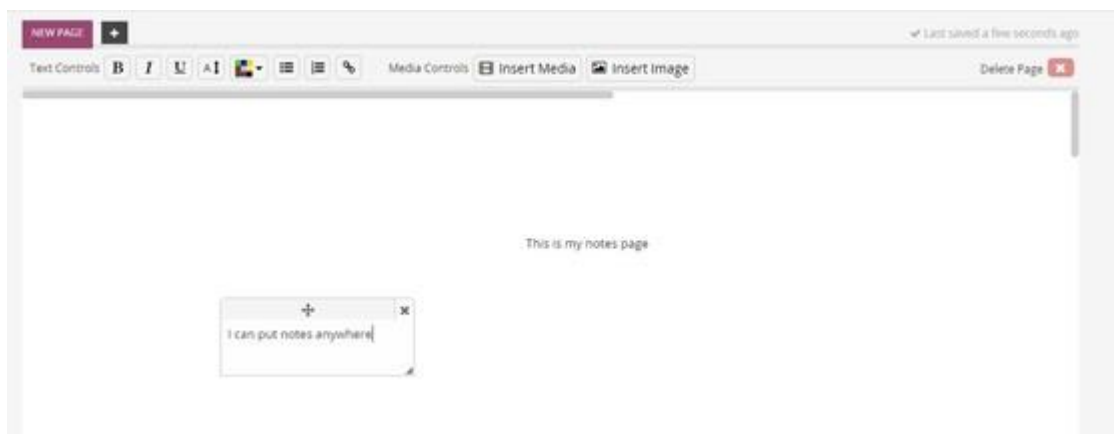 NEW PAGE +
✔ Last saved a few seconds ago
Text Controls B I U A Media Controls Insert Media Insert Image Delete Page
This is my notes page
I can put notes anywhere